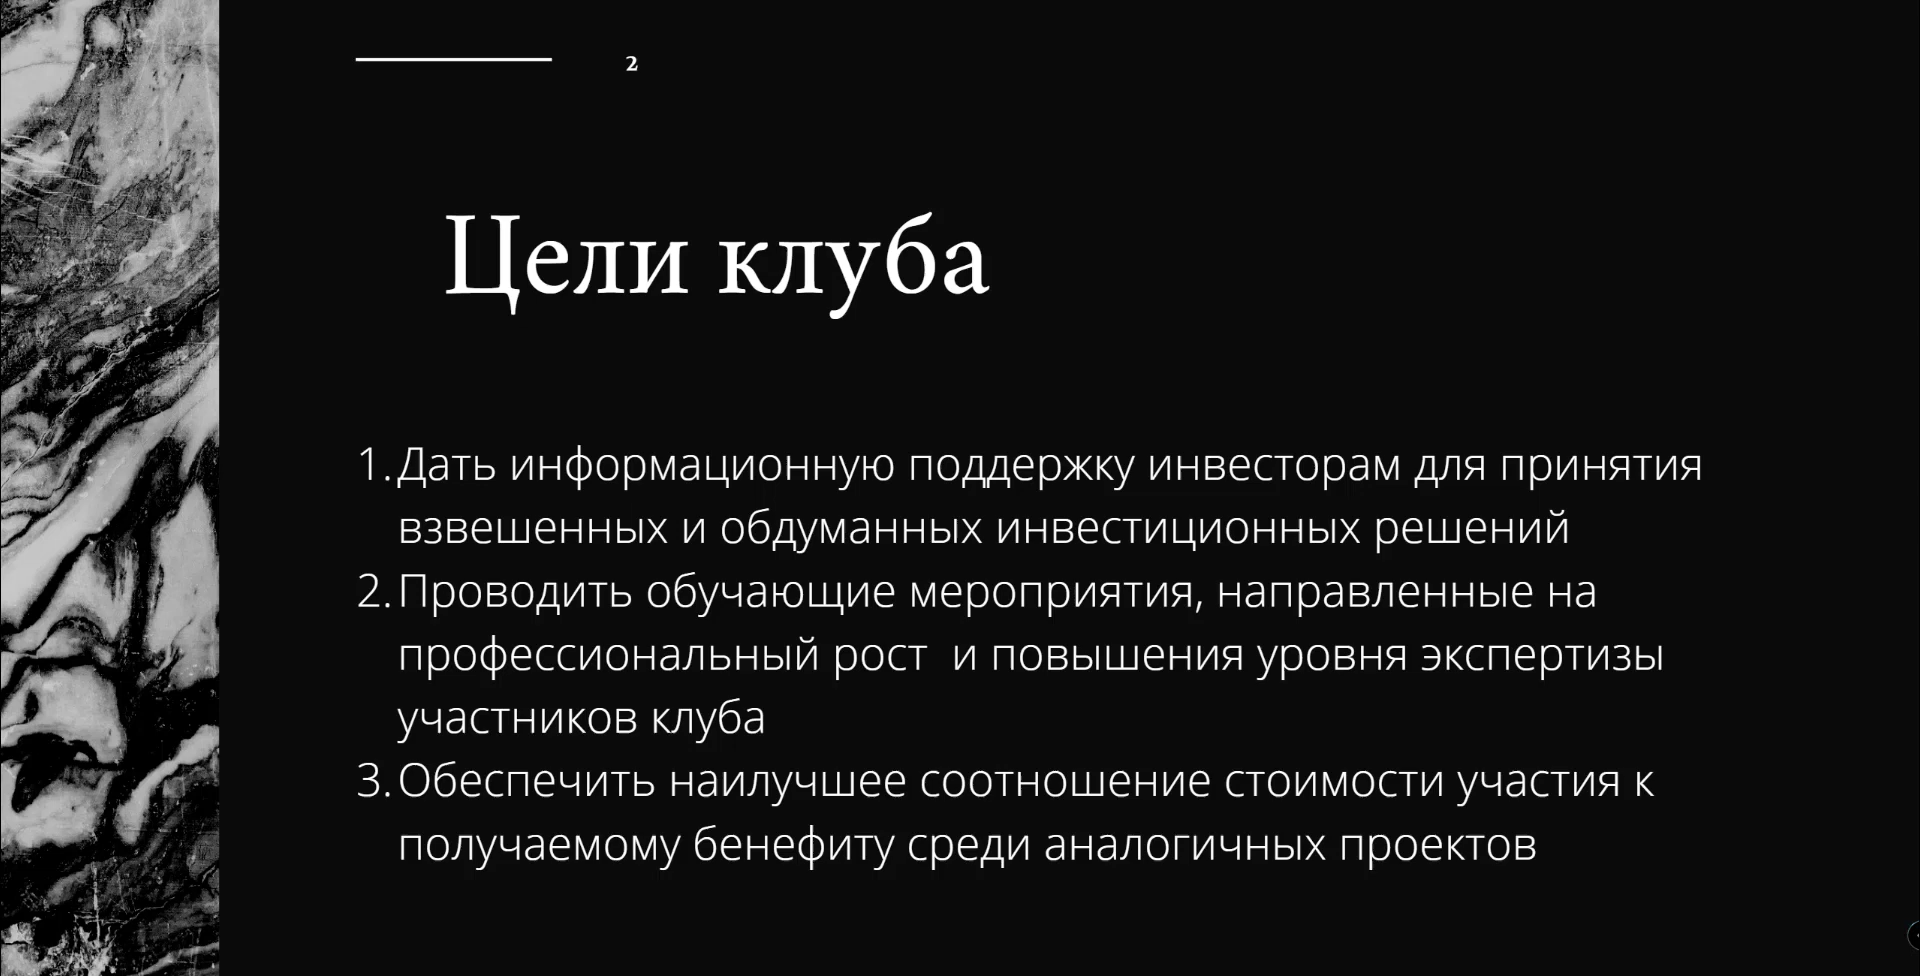 2
Цели клуба
1. Дать информационную поддержку инвесторам для принятия
взвешенных и обдуманных инвестиционных решений
2. Проводить обучающие мероприятия, направленные на
профессиональный рост  и повышения уровня экспертизы
участников клуба
3. Обеспечить наилучшее соотношение стоимости участия к
получаемому бенефиту среди аналогичных проектов